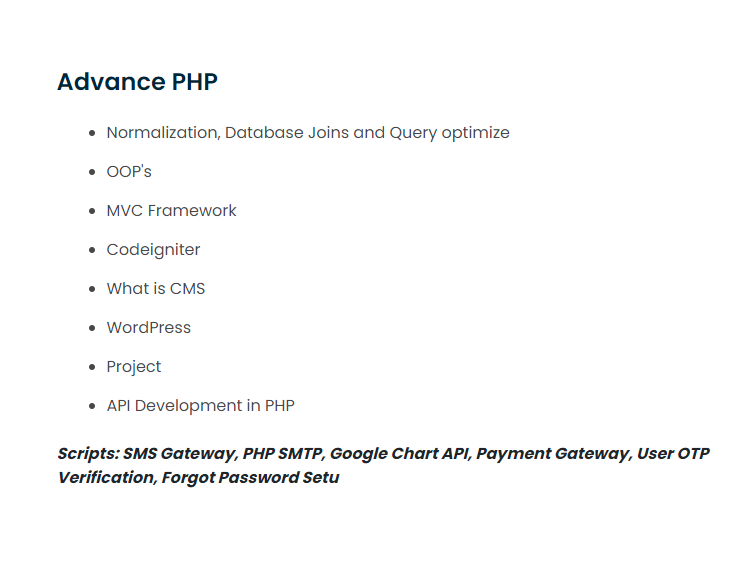 Advance PHP
Normalization, Database Joins and Query optimize
OOP's
MVC Framework
Codeigniter
What is CMS
WordPress
Project
API Development in PHP
Scripts: SMS Gateway, PHP SMTP, Google Chart API, Payment Gateway, User OTP
Verification, Forgot Password Setu